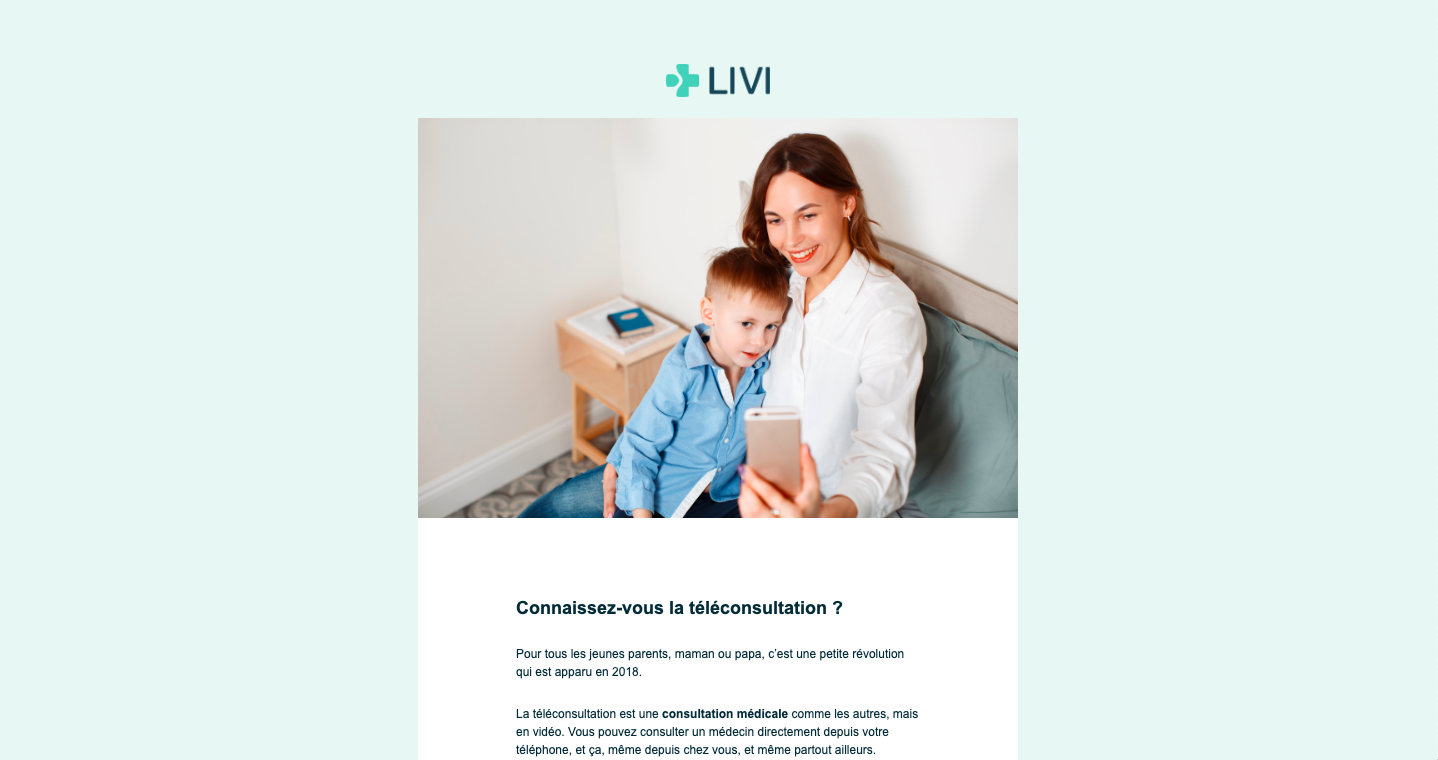 LIVI
Connaissez-vous la téléconsultation ?
Pour tous les jeunes parents, maman ou papa, c'est une petite révolution
qui est apparu en 2018.
La téléconsultation est une consultation médicale comme les autres, mais
en vidéo. Vous pouvez consulter un médecin directement depuis votre
téléphone, et ça, même depuis chez vous, et même partout ailleurs.